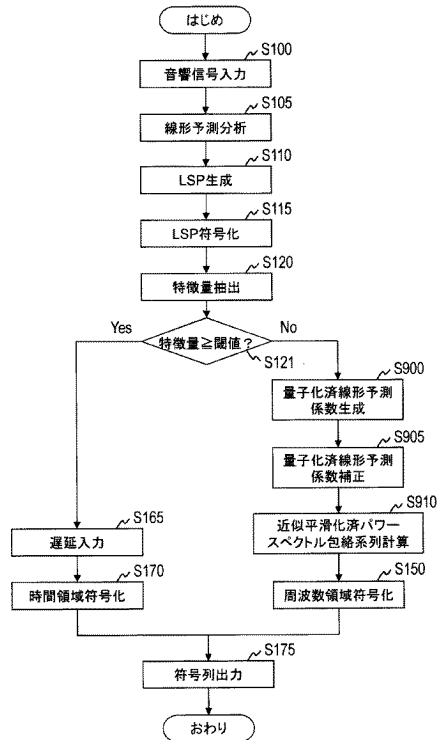 はじめ
S100
音響信号入力
S105
線形予測分析
S110
LSP生成
S115
LSP符号化
S120
特徴量抽出
Yes
特徴量≧閾値?
No
S121
S900
量子化済線形予測
係数生成
S905
量子化済線形予測
係数補正
S910
近似平滑化済パワー
スペクトル包絡系列計算
S165
遅延入力
S170
時間領域符号化
S150
周波数領域符号化
S175
符号列出力
おわり